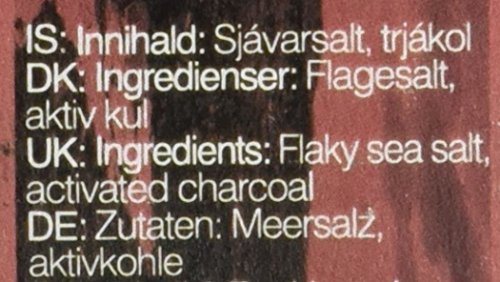 IS: Innihald: Sjávarsalt, trjákol
DK: Ingredienser: Flagesalt,
aktiv kul
UK: Ingredients: Flaky sea salt,
activated charcoal
DE: Zutaten: Meersalz,
aktivkohle